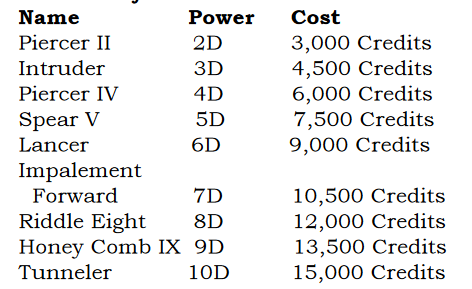 Name Power Cost
Piercer II 2D 3,000 Credits
Intruder 3D 4,500 Credits
Piercer IV 4D 6,000 Credits
Spear V 5D 7,500 Credits
Lancer 6D 9,000 Credits
Impalement
Forward 7D 10,500 Credits
Riddle Eight 8D 12,000 Credits
Honey Comb IX 9D 13,500 Credits
Tunneler 10D 15,000 Credits